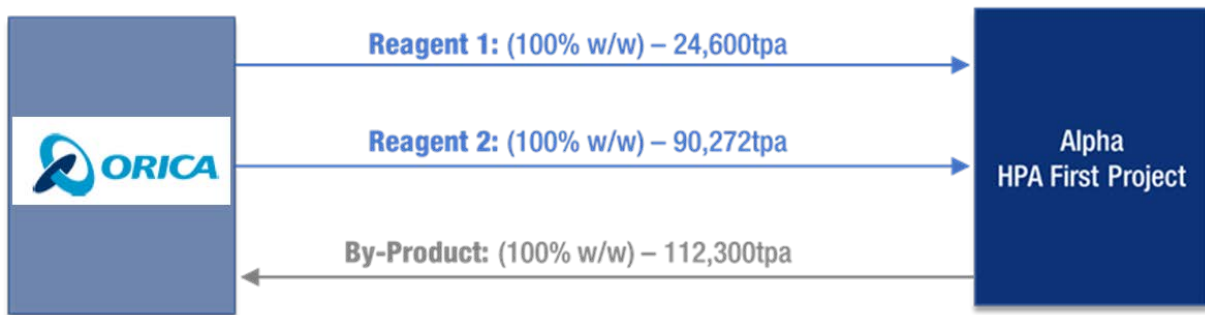 Reagent 1: (100% w/w) – 24,600tpa
ORICA
Reagent 2: (100% w/w) – 90,272tpa
Alpha
HPA First Project
By-Product: (100% w/w) – 112,300tpa